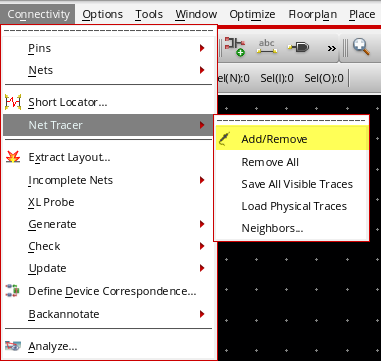 Connectivity Options Tools Window Optimize Floorplan Place
abc
el(N):0 Sel(I):0 Sel(O):0
Pins
Nets
Short Locator...
Net Tracer
Extract Layout...
Incomplete Nets
XL Probe
Generate
Check
Update
Define Device Correspondence...
Backannotate
Analyze...
Add/Remove
Remove All
Save All Visible Traces
Load Physical Traces
Neighbors...